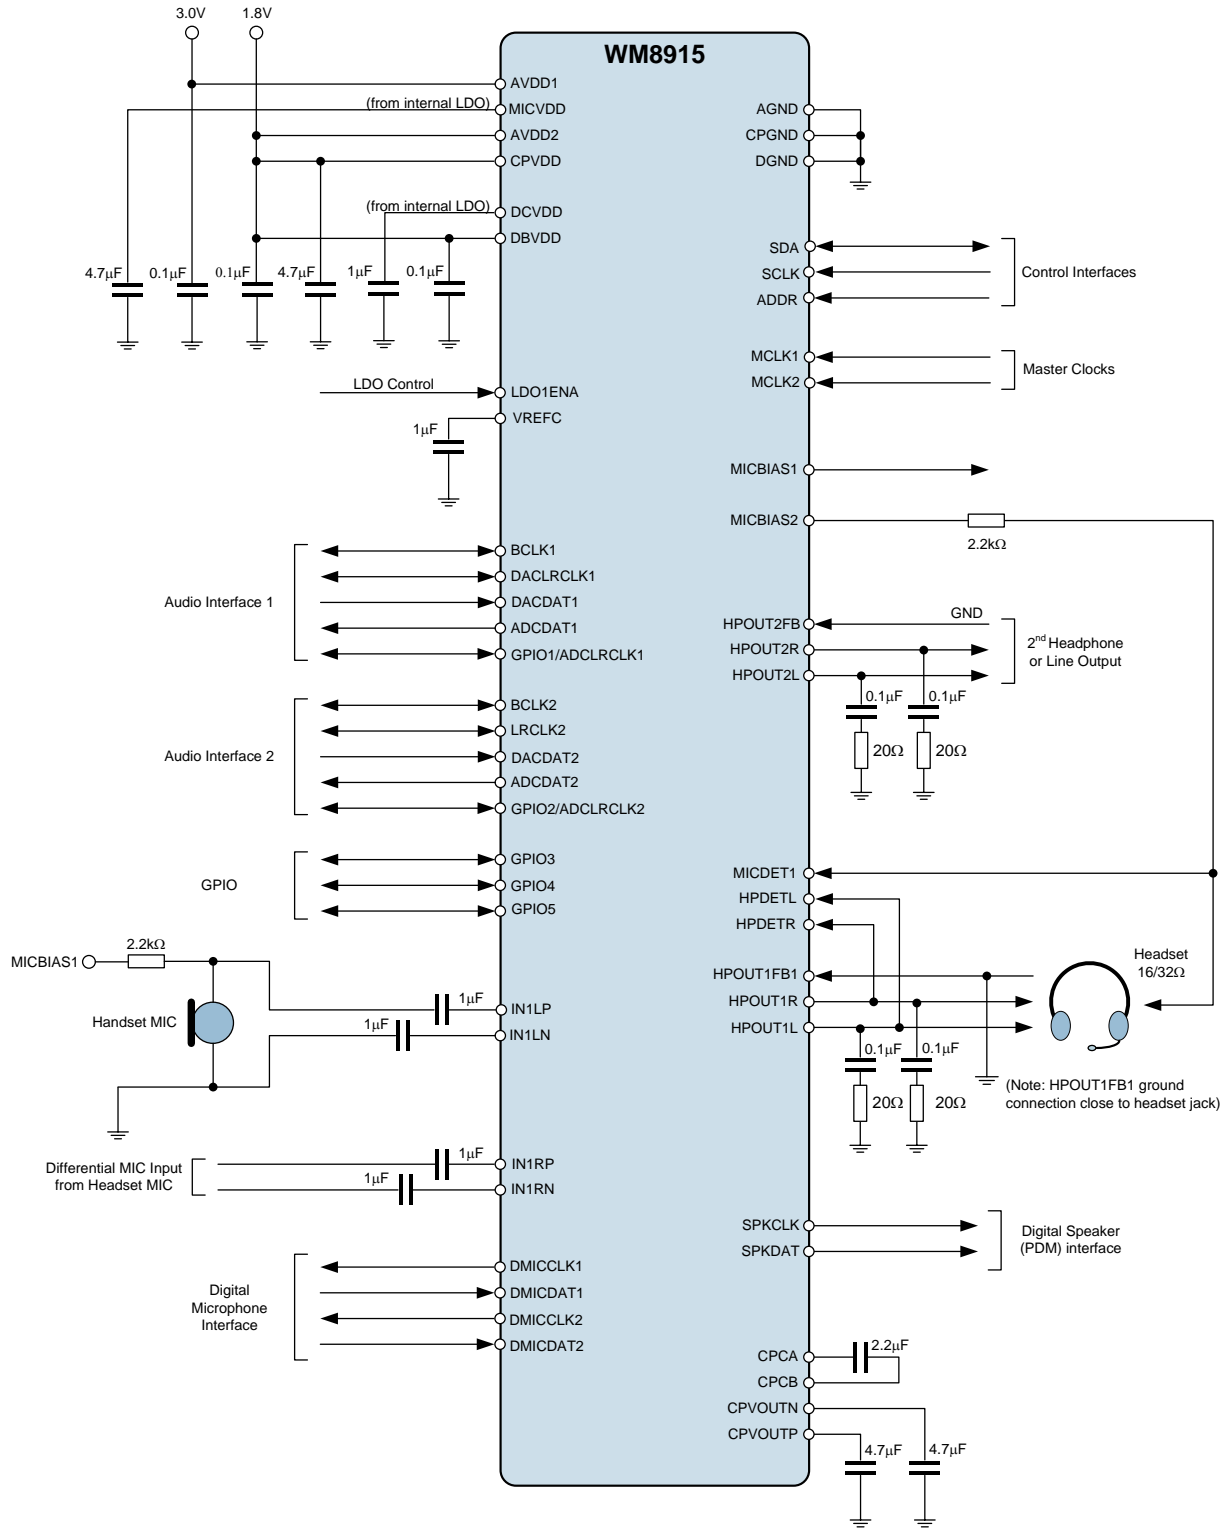 3.0V
1.8V
WM8915
AVDD1
(from internal LDO)
MICVDD
AVDD2
CPVDD
(from internal LDO)
DCVDD
DBVDD
4.7µF
0.1µF
0.1µF
4.7µF
1µF
0.1µF
LDO Control
LDO1ENA
VREFC
1µF
Audio Interface 1
BCLK1
DACLRCLK1
DACDAT1
ADCDAT1
GPIO1/ADCLRCLK1
Audio Interface 2
BCLK2
LRCLK2
DACDAT2
ADCDAT2
GPIO2/ADCLRCLK2
GPIO
GPIO3
GPIO4
GPIO5
MICBIAS1
2.2kΩ
Handset MIC
1µF
IN1LP
1µF
IN1LN
Differential MIC Input
from Headset MIC
1µF
IN1RP
1µF
IN1RN
Digital
Microphone
Interface
DMICCLK1
DMICDAT1
DMICCLK2
DMICDAT2
AGND
CPGND
DGND
SDA
SCLK
ADDR
Control Interfaces
MCLK1
MCLK2
Master Clocks
MICBIAS1
MICBIAS2
2.2kΩ
HPOUT2FB
GND
HPOUT2R
HPOUT2L
2nd Headphone
or Line Output
0.1µF
0.1µF
20Ω
20Ω
MICDET1
HPDETL
HPDETR
HPOUT1FB1
HPOUT1R
HPOUT1L
Headset
16/32Ω
0.1µF
0.1µF
20Ω
20Ω
(Note: HPOUT1FB1 ground
connection close to headset jack)
SPKCLK
SPKDAT
Digital Speaker
(PDM) interface
CPCA
2.2µF
CPCB
CPVOUTN
CPVOUTP
4.7µF
4.7µF